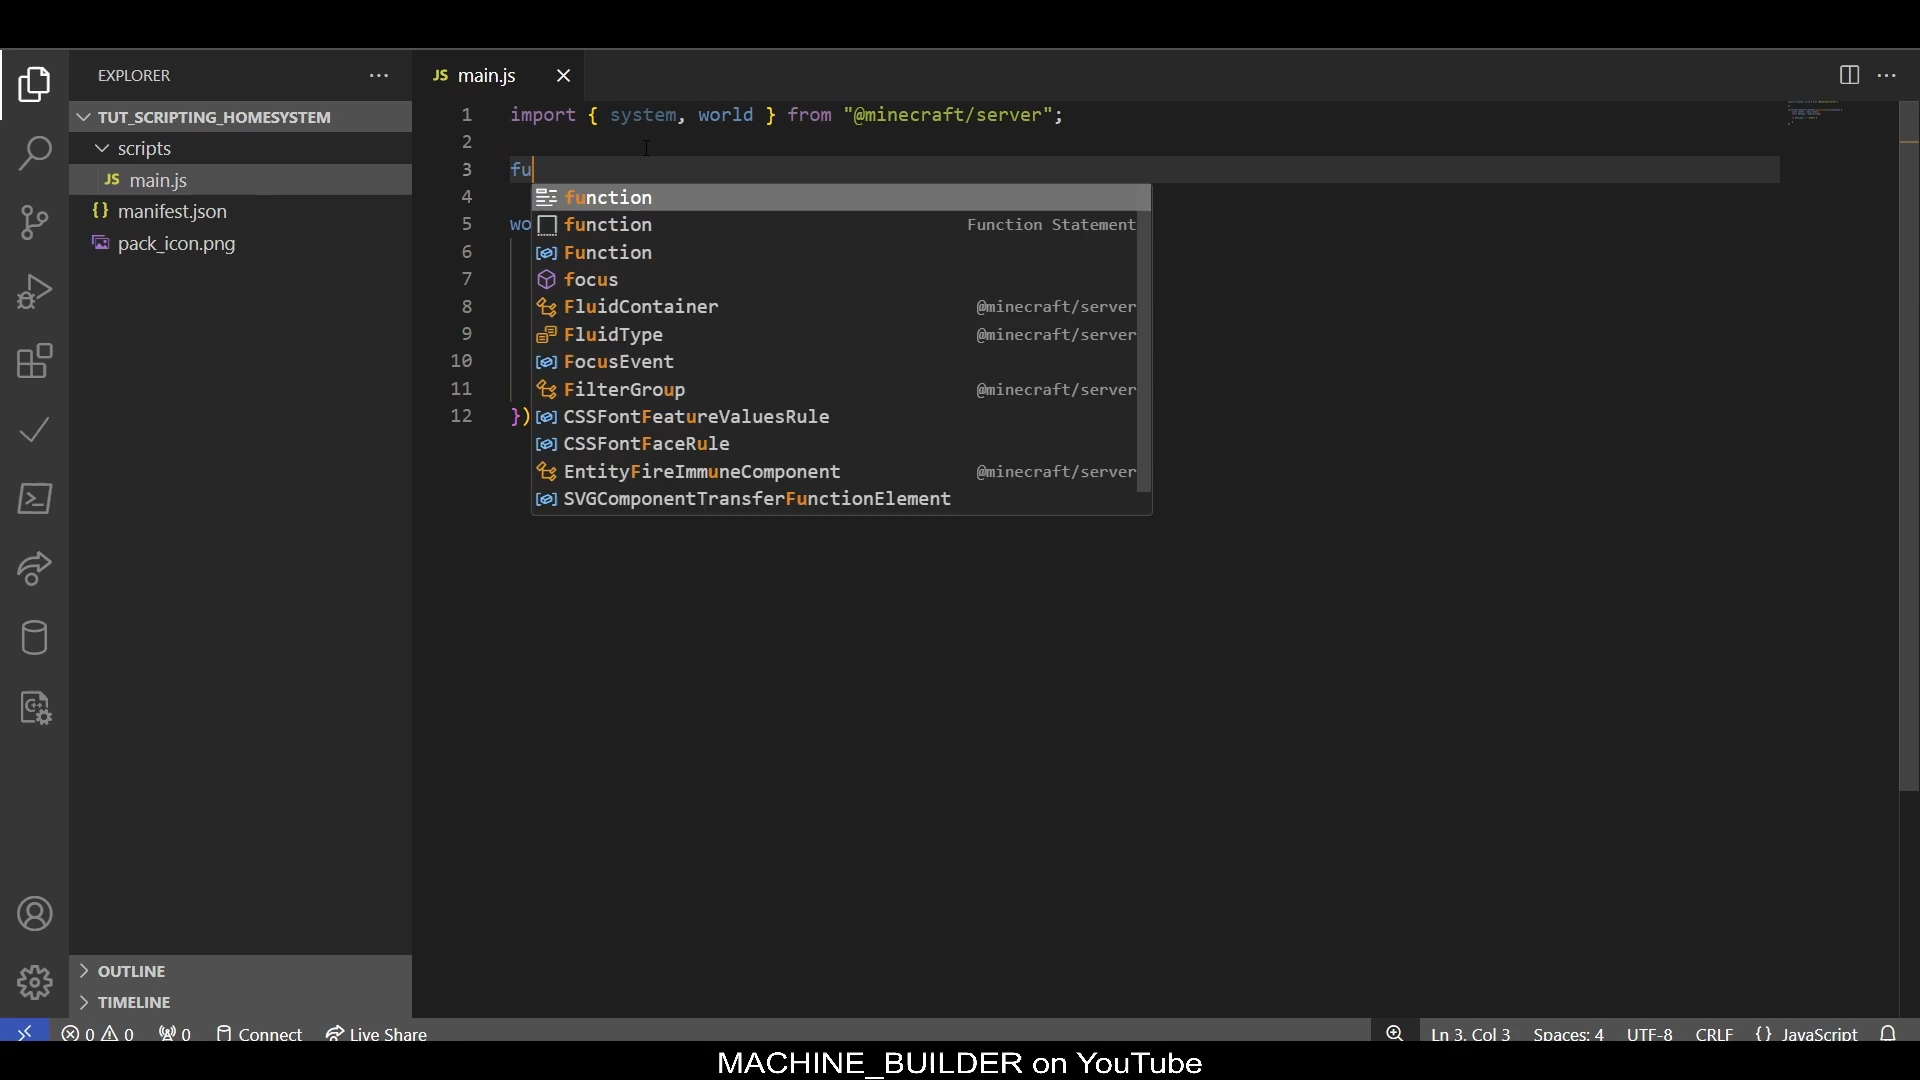 EXPLORER
JS main.js
TUT_SCRIPTING_HOMESYSTEM
scripts
JS main.js
{} manifest.json
pack_icon.png
1 import { system, world } from "@minecraft/server";
2
3 fu
4 function
5 wo function Function Statement
6 Function
7 focus
8 FluidContainer @minecraft/server
9 FluidType @minecraft/server
10 FocusEvent
11 FilterGroup @minecraft/server
12 }) CSSFontFeatureValuesRule
CSSFontFaceRule
EntityFireImmuneComponent @minecraft/server
SVGComponentTransferFunctionElement
OUTLINE
TIMELINE
0 0 0 Connect Live Share Ln 3, Col 3 Spaces: 4 UTF-8 CRLF {} JavaScript
MACHINE_BUILDER on YouTube